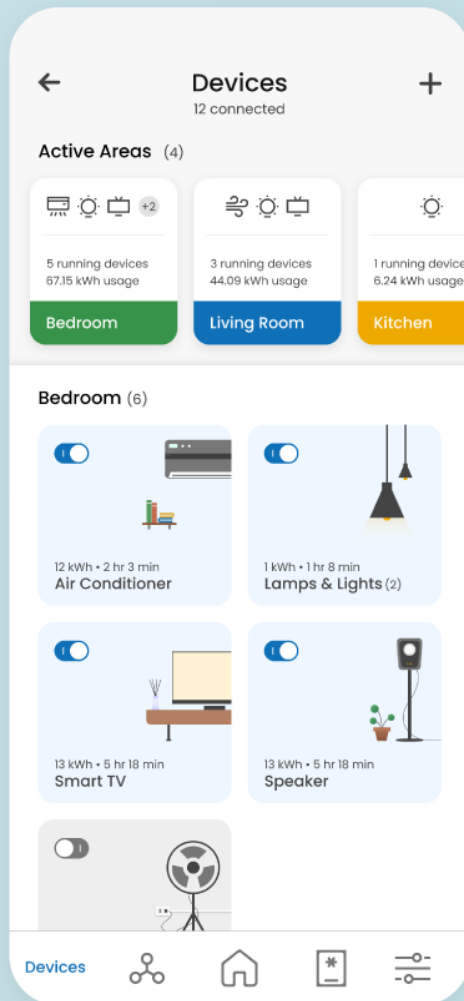 Devices
12 connected
Active Areas (4)
+2
5 running devices
67.15 kWh usage
Bedroom
3 running devices
44.09 kWh usage
Living Room
1 running device
6.24 kWh usage
Kitchen
Bedroom (6)
12 kWh • 2 hr 3 min
Air Conditioner
1 kWh • 1 hr 8 min
Lamps & Lights (2)
13 kWh • 5 hr 18 min
Smart TV
13 kWh • 5 hr 18 min
Speaker
Devices